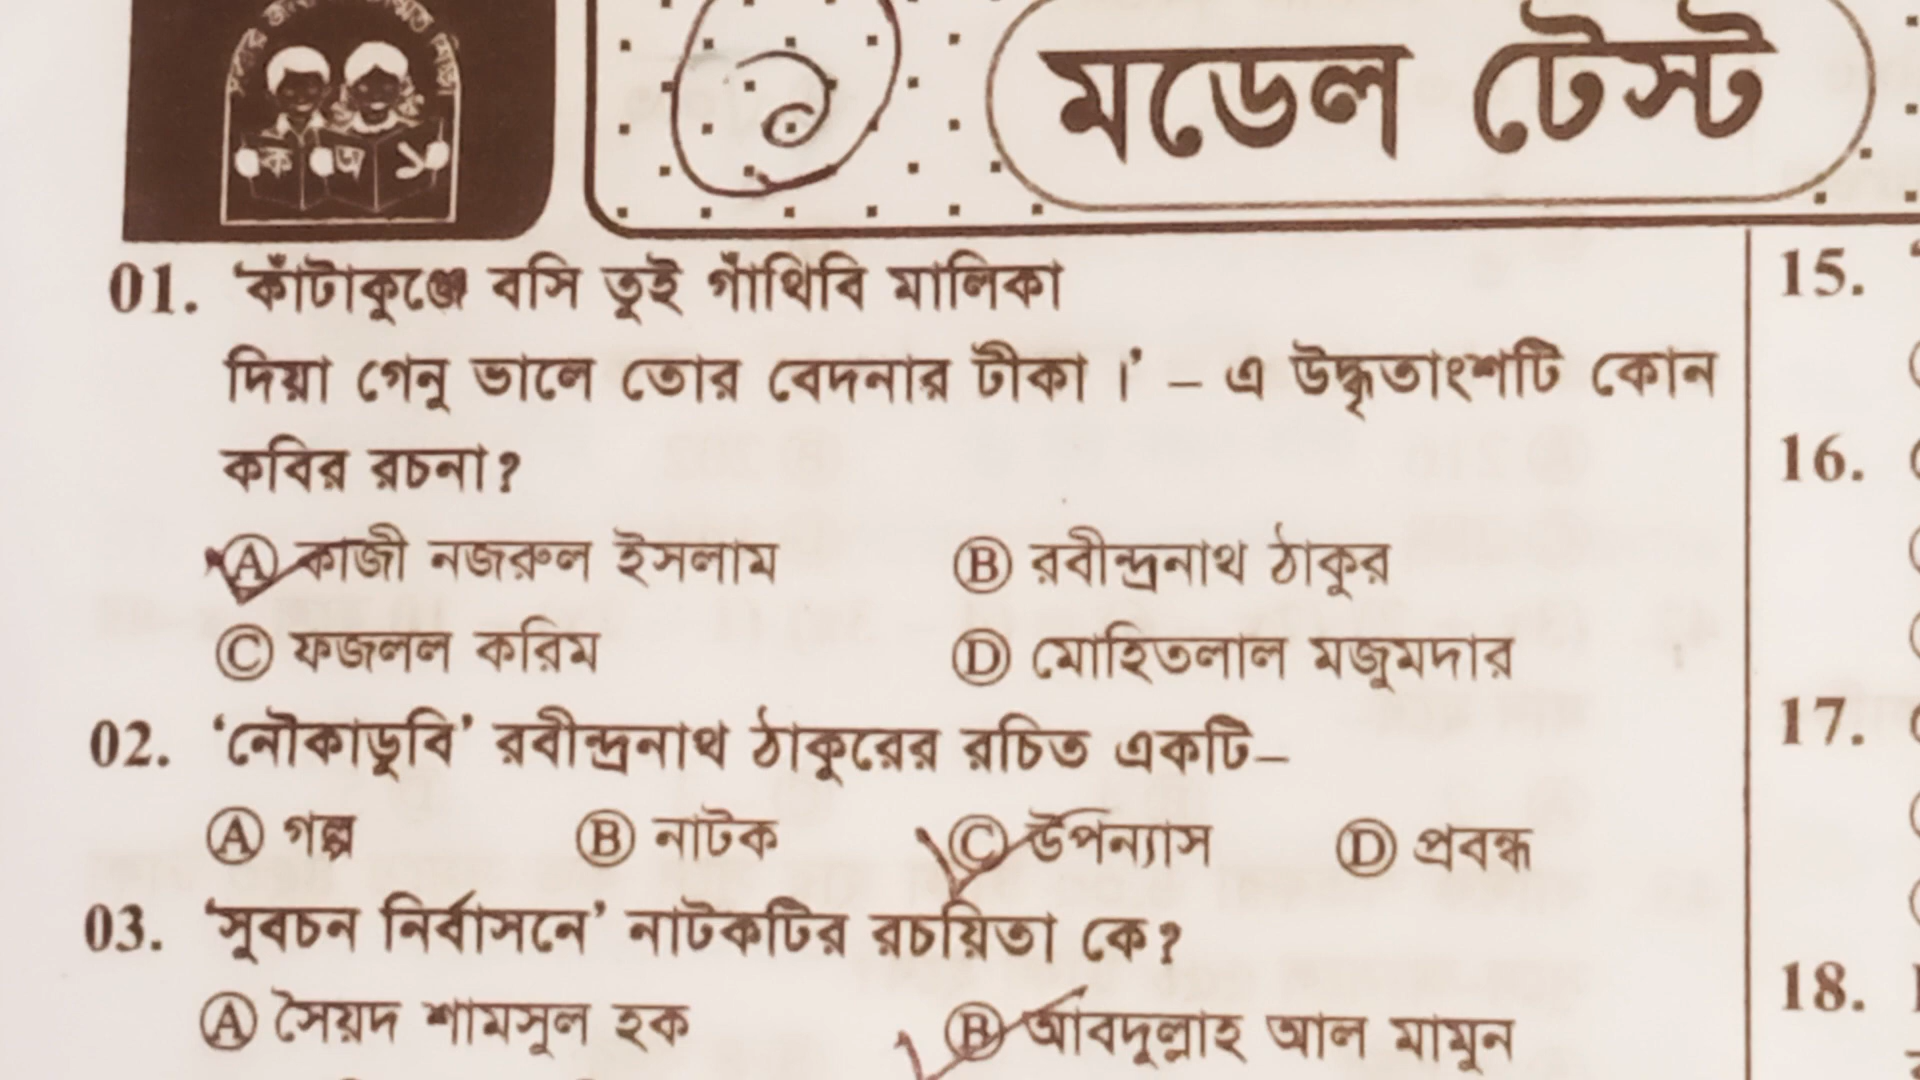 ক অ
১
মডেল টেস্ট
01. ‘কাঁটাকুঞ্জে বসি তুই গাঁথিবি মালিকা
দিয়া গেনু ভালে তোর বেদনার টীকা।’ – এ উদ্ধৃতাংশটি কোন
কবির রচনা?
Ⓐ কাজী নজরুল ইসলাম Ⓑ রবীন্দ্রনাথ ঠাকুর
Ⓒ ফজলল করিম Ⓓ মোহিতলাল মজুমদার
02. ‘নৌকাডুবি’ রবীন্দ্রনাথ ঠাকুরের রচিত একটি–
Ⓐ গল্প Ⓑ নাটক Ⓒ উপন্যাস Ⓓ প্রবন্ধ
03. ‘সুবচন নির্বাসনে’ নাটকটির রচয়িতা কে?
Ⓐ সৈয়দ শামসুল হক Ⓑ আবদুল্লাহ আল মামুন
15.
16.
17.
18.